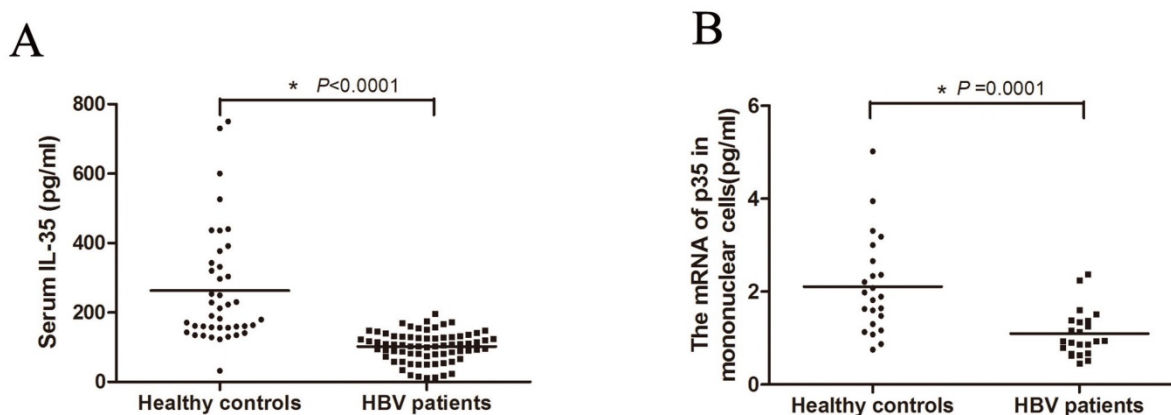 A
* P<0.0001
800
600
400
200
0
Serum IL-35 (pg/ml)
Healthy controls
HBV patients
B
* P =0.0001
6
4
2
0
The mRNA of p35 in
mononuclear cells(pg/ml)
Healthy controls
HBV patients